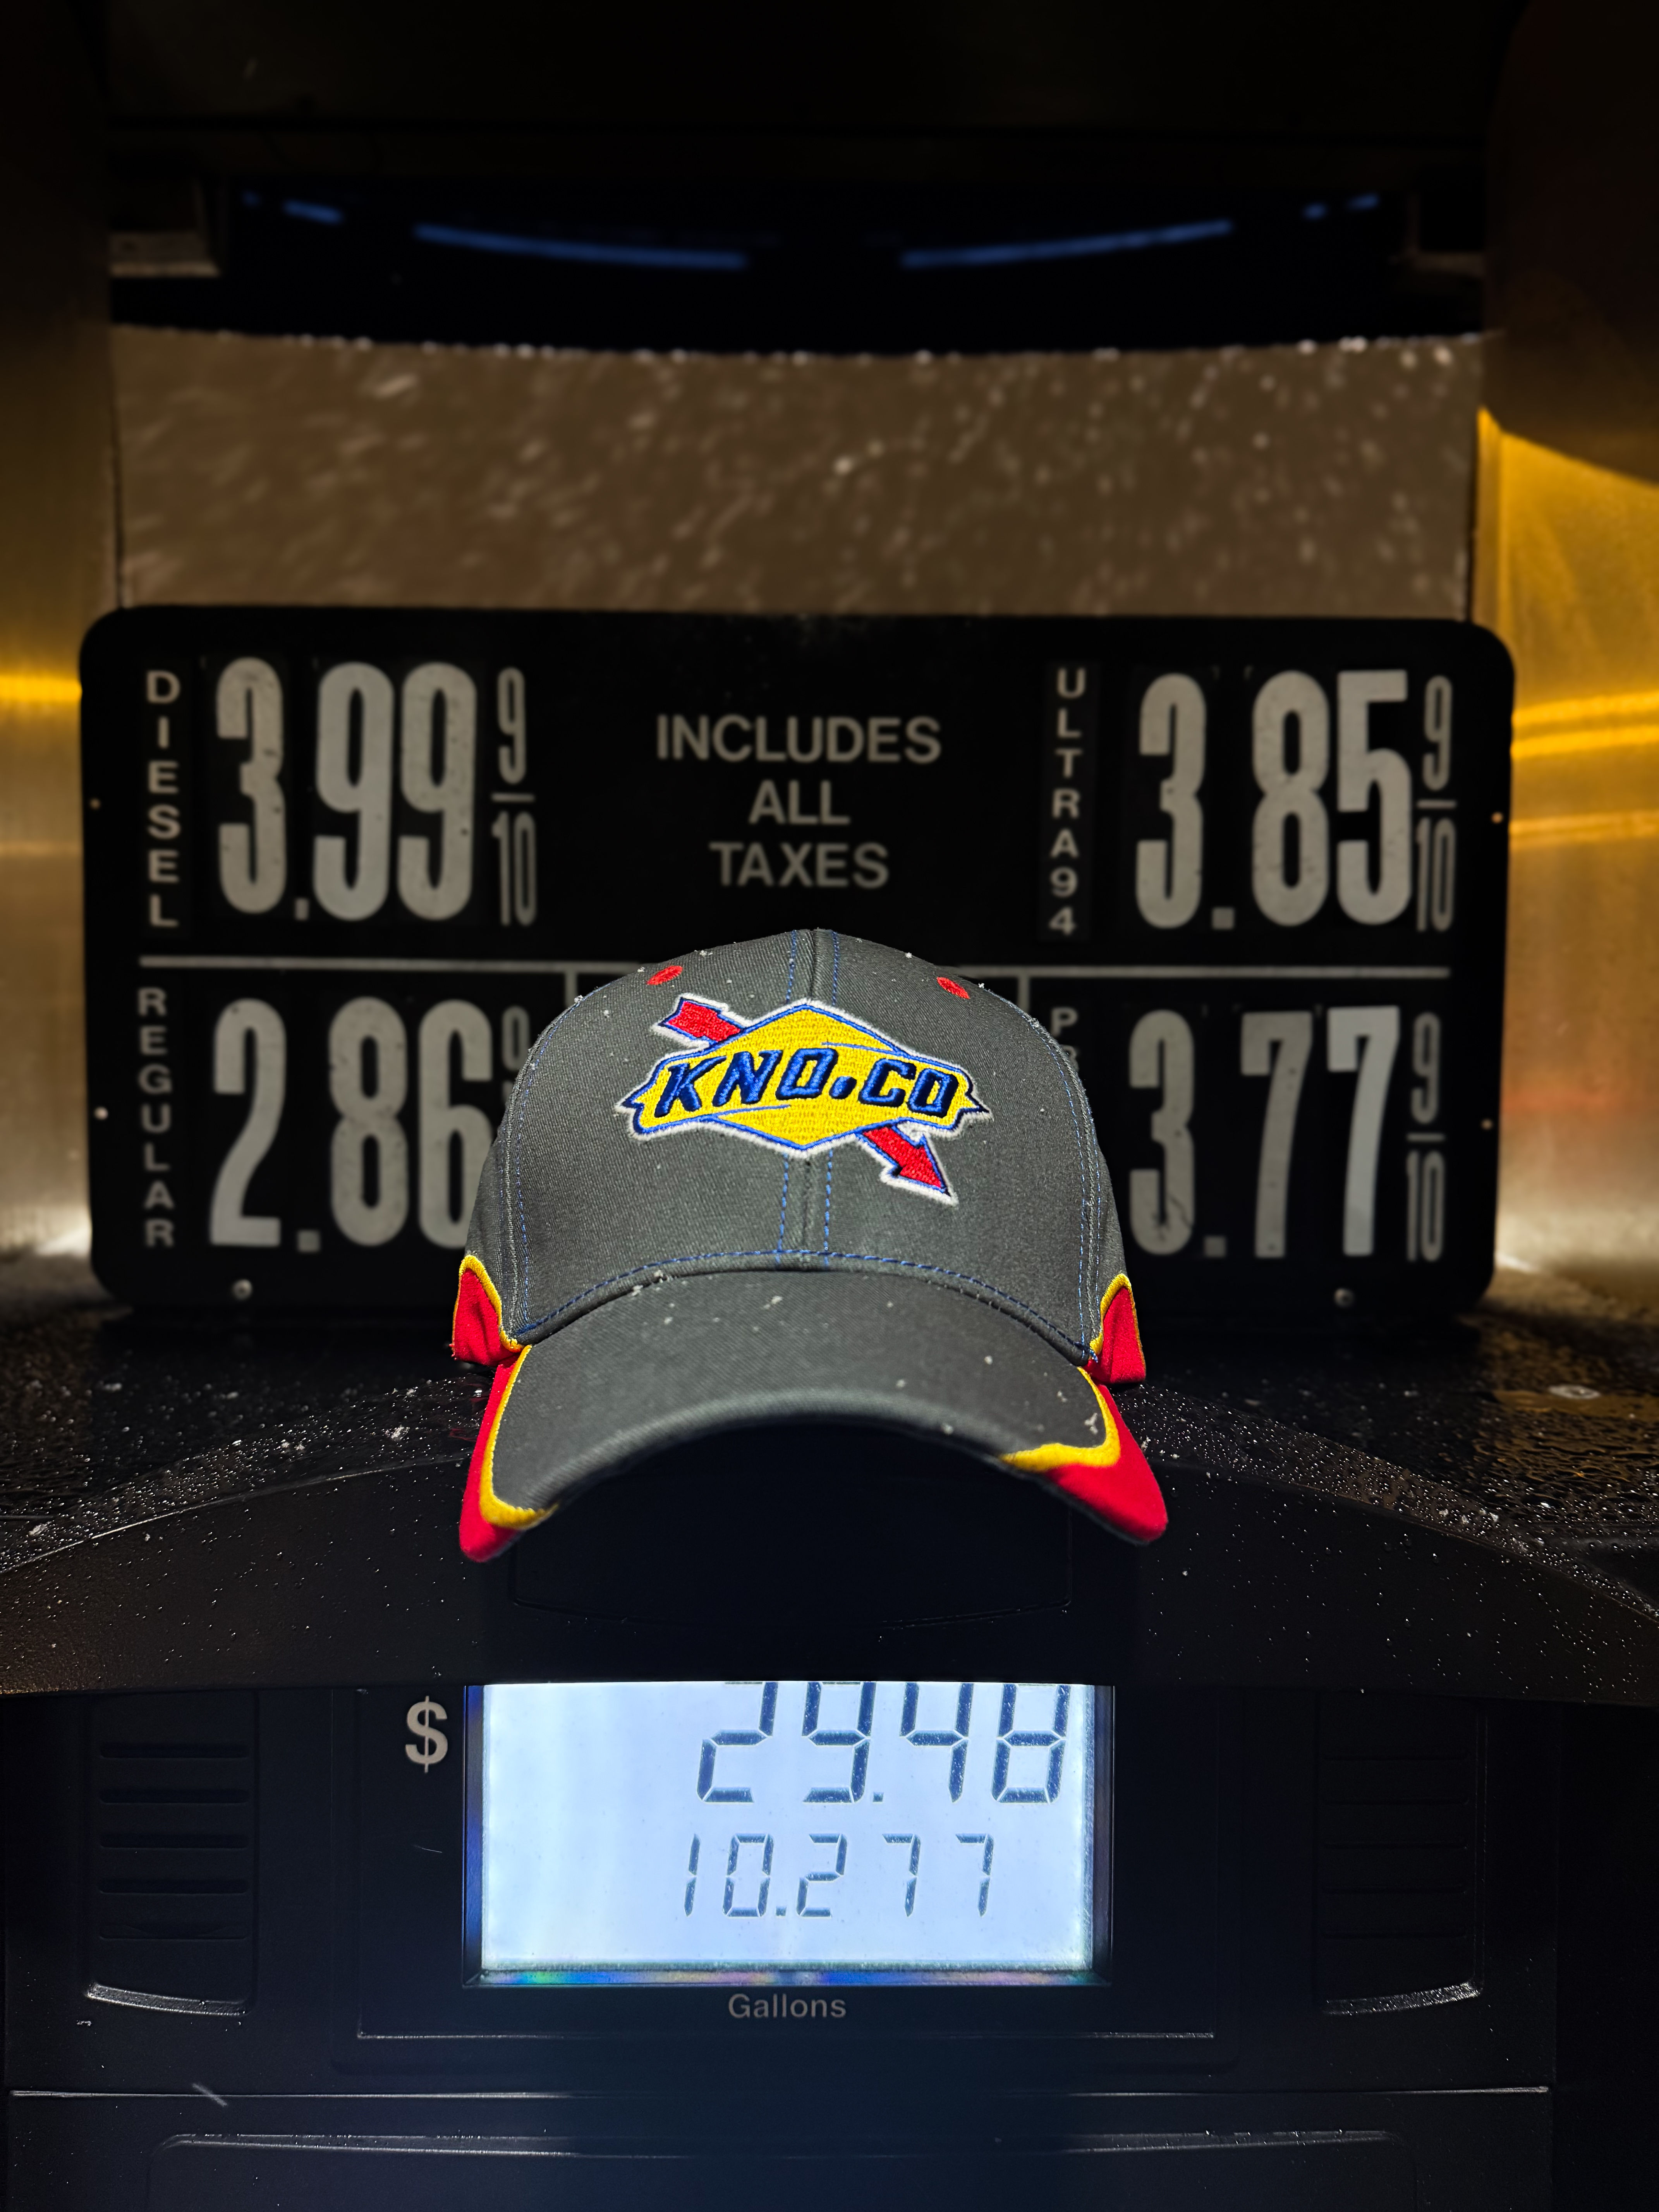 DIESEL
3.99 9/10
INCLUDES
ALL
TAXES
ULTRA94
3.85 9/10
REGULAR
2.86 9
P
3.77 9/10
KNO.CO
$
29.48
10.277
Gallons